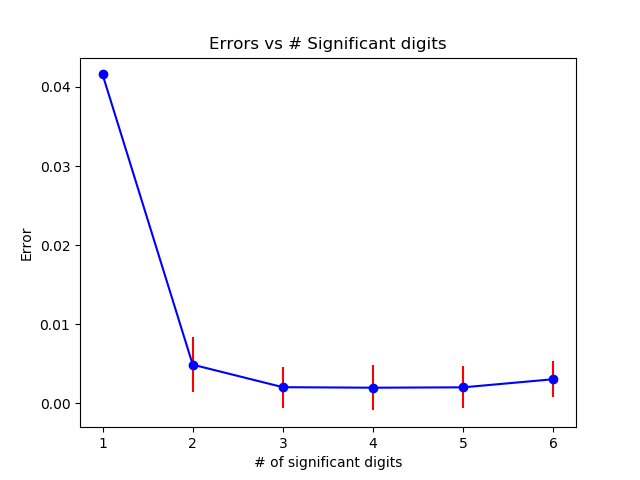 Errors vs # Significant digits
0.04
0.03
0.02
0.01
0.00
Error
1 2 3 4 5 6
# of significant digits